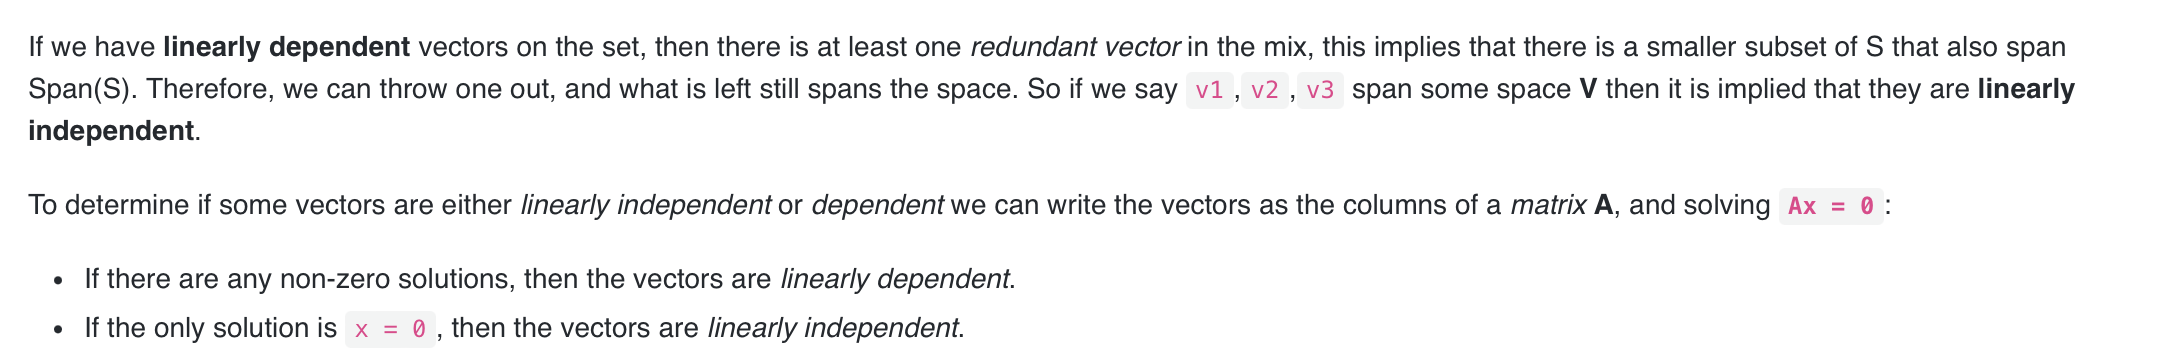 If we have linearly dependent vectors on the set, then there is at least one redundant vector in the mix, this implies that there is a smaller subset of S that also span
Span(S). Therefore, we can throw one out, and what is left still spans the space. So if we say v1 , v2 , v3 span some space V then it is implied that they are linearly
independent.
To determine if some vectors are either linearly independent or dependent we can write the vectors as the columns of a matrix A, and solving Ax = 0 :
• If there are any non-zero solutions, then the vectors are linearly dependent.
• If the only solution is x = 0 , then the vectors are linearly independent.